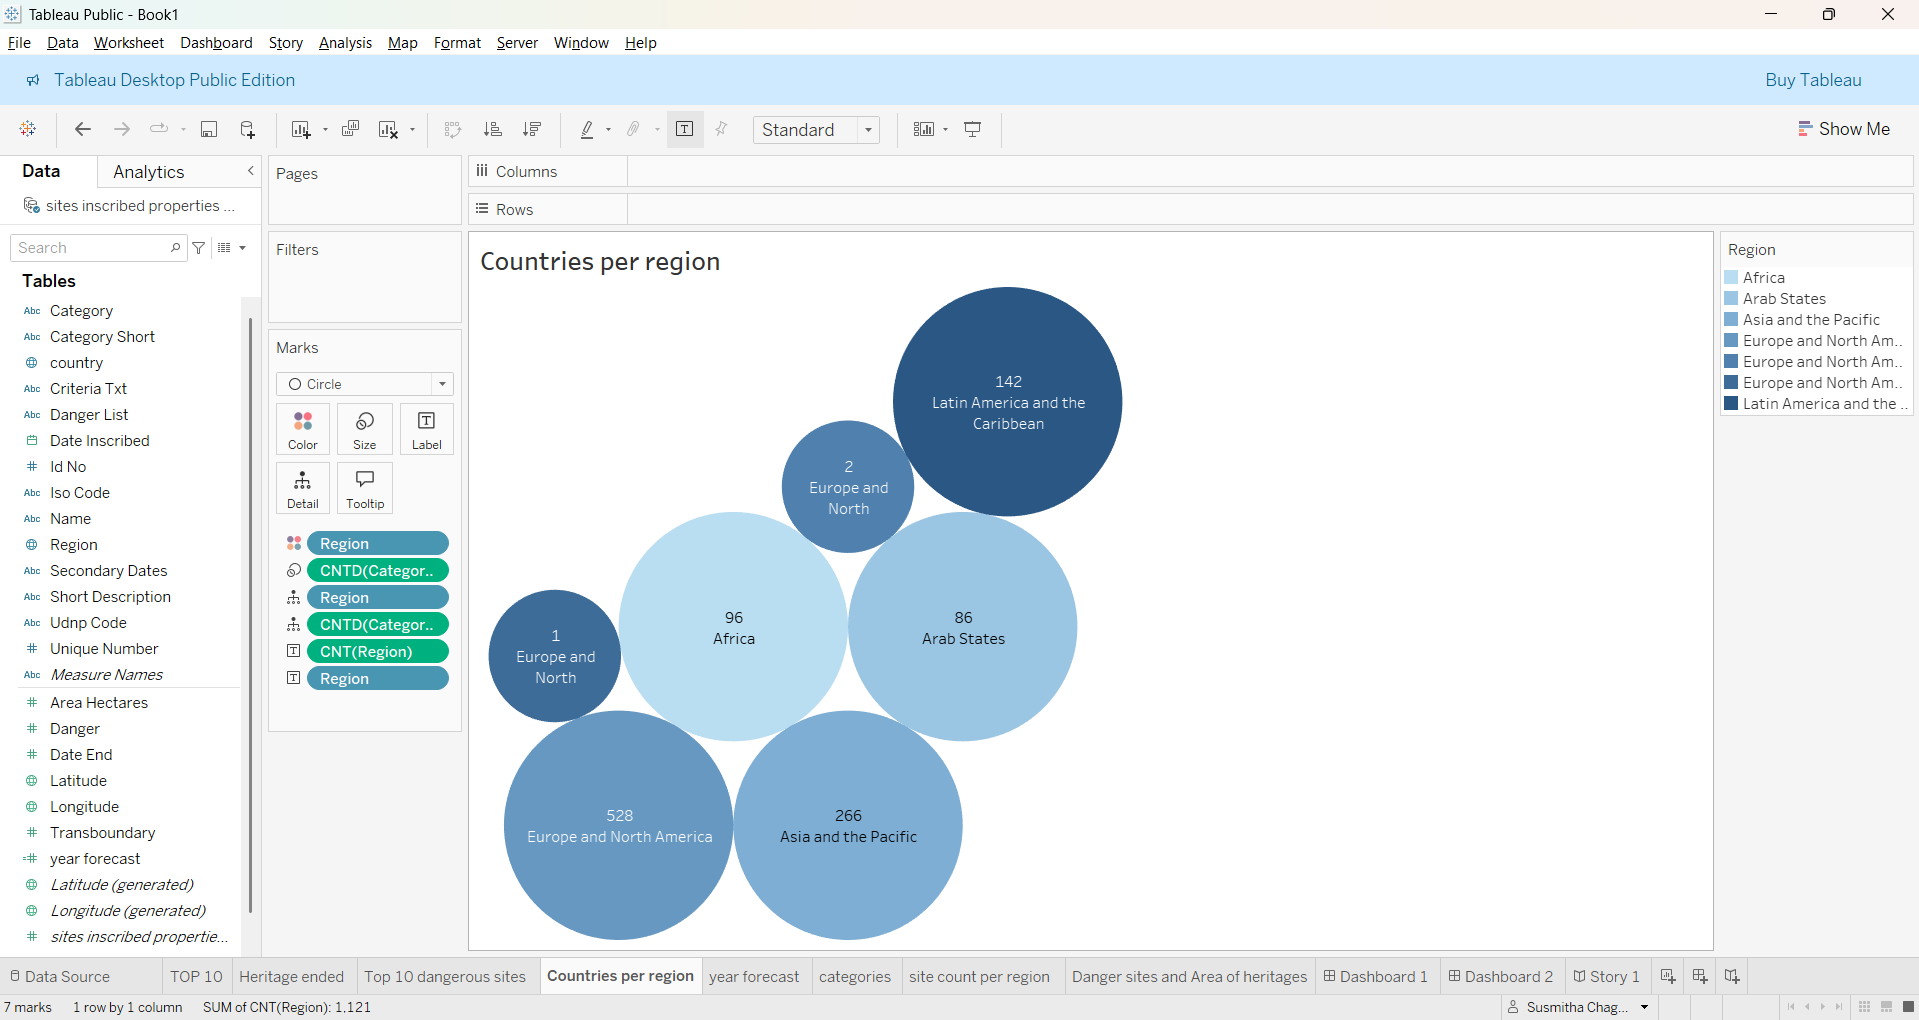 Tableau Public - Book1
File Data Worksheet Dashboard Story Analysis Map Format Server Window Help
Tableau Desktop Public Edition
Buy Tableau
Standard
Show Me
Data
Analytics
sites inscribed properties ...
Search
Tables
Abc Category
Abc Category Short
country
Abc Criteria Txt
Abc Danger List
Date Inscribed
# Id No
Abc Iso Code
Abc Name
Region
Abc Secondary Dates
Abc Short Description
Abc Udnp Code
# Unique Number
Abc Measure Names
# Area Hectares
# Danger
# Date End
Latitude
Longitude
# Transboundary
=# year forecast
Latitude (generated)
Longitude (generated)
# sites inscribed propertie...
Pages
Filters
Marks
Circle
Color
Size
T
Label
Detail
Tooltip
Region
CNTD(Categor..
Region
CNTD(Categor..
T CNT(Region)
T Region
Columns
Rows
Countries per region
142
Latin America and the
Caribbean
2
Europe and
North
96
Africa
86
Arab States
1
Europe and
North
528
Europe and North America
266
Asia and the Pacific
Region
Africa
Arab States
Asia and the Pacific
Europe and North Am..
Europe and North Am..
Europe and North Am..
Latin America and the ..
Data Source
TOP 10
Heritage ended
Top 10 dangerous sites
Countries per region
year forecast
categories
site count per region
Danger sites and Area of heritages
Dashboard 1
Dashboard 2
Story 1
7 marks
1 row by 1 column
SUM of CNT(Region): 1,121
Susmitha Chag...